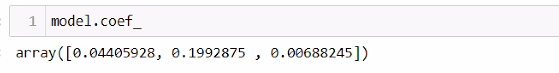 1 model.coef_
array([0.04405928, 0.1992875 , 0.00688245])